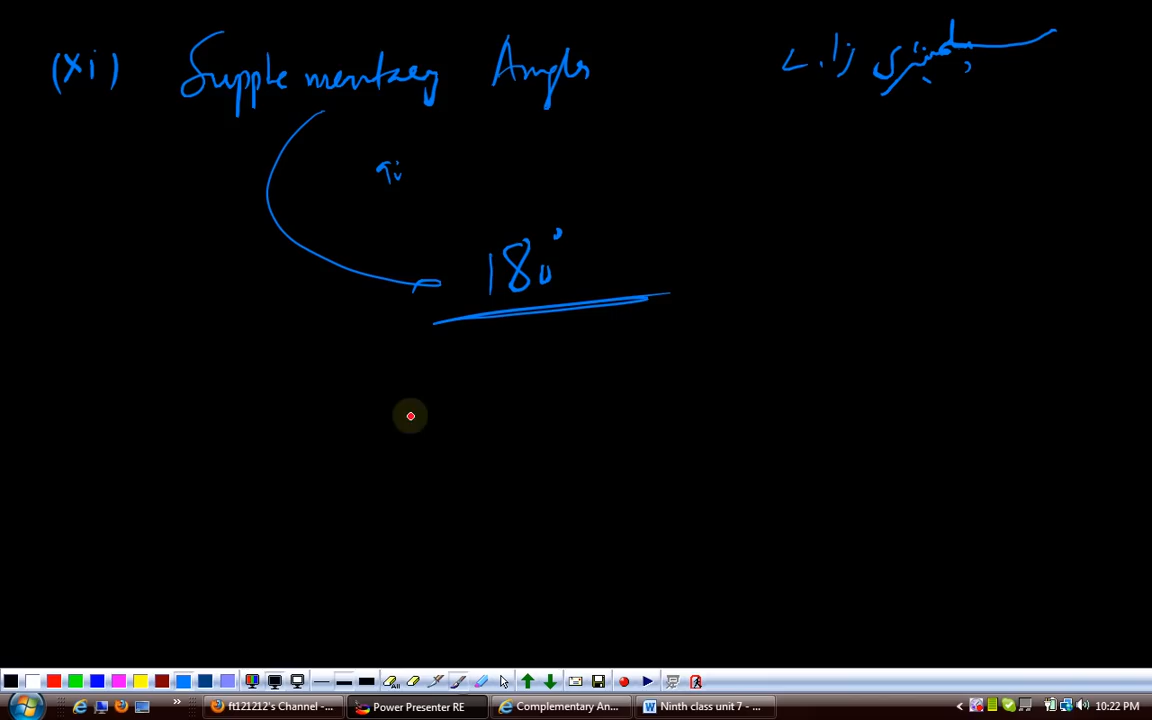 (xi) Supplementary Angles سپلیمنٹری زاویے
180°
ft121212's Channel -...
Power Presenter RE
Complementary An...
Ninth class unit 7 - ...
10:22 PM